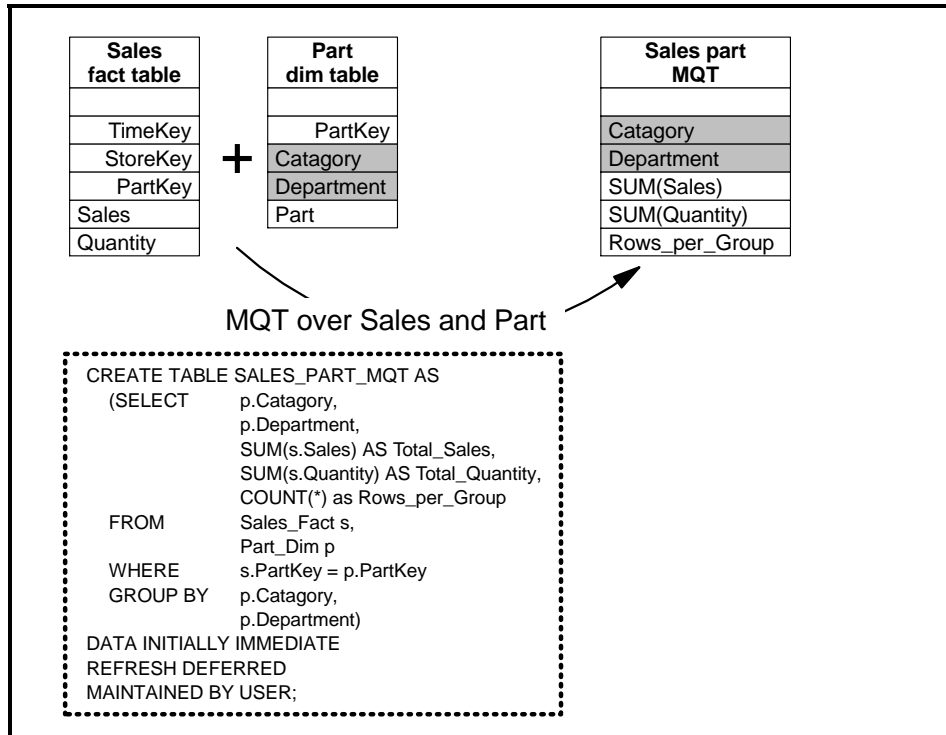 Sales
fact table
TimeKey
StoreKey
PartKey
Sales
Quantity
+
Part
dim table
PartKey
Catagory
Department
Part
Sales part
MQT
Catagory
Department
SUM(Sales)
SUM(Quantity)
Rows_per_Group
MQT over Sales and Part
CREATE TABLE SALES_PART_MQT AS
(SELECT p.Catagory,
p.Department,
SUM(s.Sales) AS Total_Sales,
SUM(s.Quantity) AS Total_Quantity,
COUNT(*) as Rows_per_Group
FROM Sales_Fact s,
Part_Dim p
WHERE s.PartKey = p.PartKey
GROUP BY p.Catagory,
p.Department)
DATA INITIALLY IMMEDIATE
REFRESH DEFERRED
MAINTAINED BY USER;